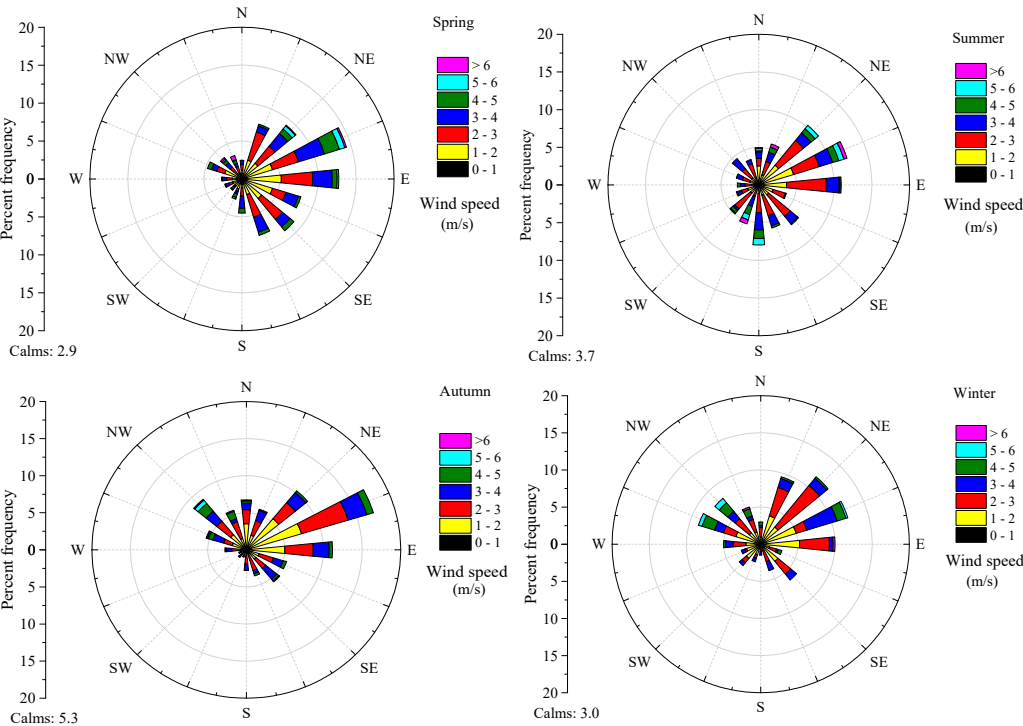 Spring
N
NE
E
SE
S
SW
W
NW
20
15
10
5
0
5
10
15
20
Percent frequency
> 6
5 - 6
4 - 5
3 - 4
2 - 3
1 - 2
0 - 1
Wind speed
(m/s)
Calms: 2.9
Summer
N
NE
E
SE
S
SW
W
NW
20
15
10
5
0
5
10
15
20
Percent frequency
>6
5 - 6
4 - 5
3 - 4
2 - 3
1 - 2
0 - 1
Wind speed
(m/s)
Calms: 3.7
Autumn
N
NE
E
SE
S
SW
W
NW
20
15
10
5
0
5
10
15
20
Percent frequency
>6
5 - 6
4 - 5
3 - 4
2 - 3
1 - 2
0 - 1
Wind speed
(m/s)
Calms: 5.3
Winter
N
NE
E
SE
S
SW
W
NW
20
15
10
5
0
5
10
15
20
Percent frequency
>6
5 - 6
4 - 5
3 - 4
2 - 3
1 - 2
0 - 1
Wind speed
(m/s)
Calms: 3.0